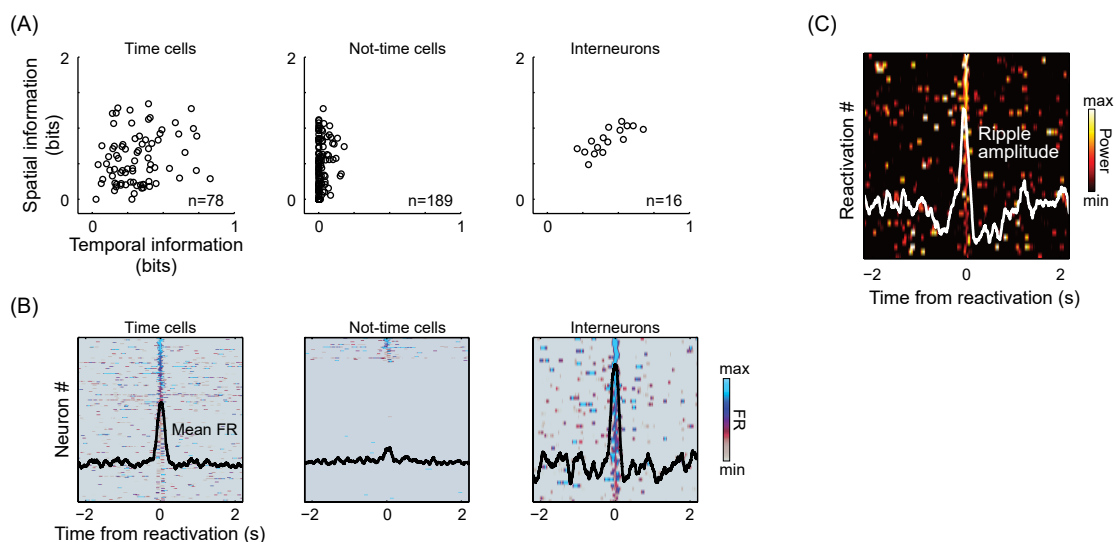 (A)
Time cells
Not-time cells
Interneurons
Spatial information
(bits)
2
0
n=78
0
1
2
0
n=189
0
1
2
0
n=16
0
1
Temporal information
(bits)
(B)
Time cells
Not-time cells
Interneurons
Neuron #
Mean FR
−2
0
2
−2
0
2
−2
0
2
Time from reactivation (s)
max
FR
min
(C)
Reactivation #
Ripple
amplitude
−2
0
2
Time from reactivation (s)
max
Power
min